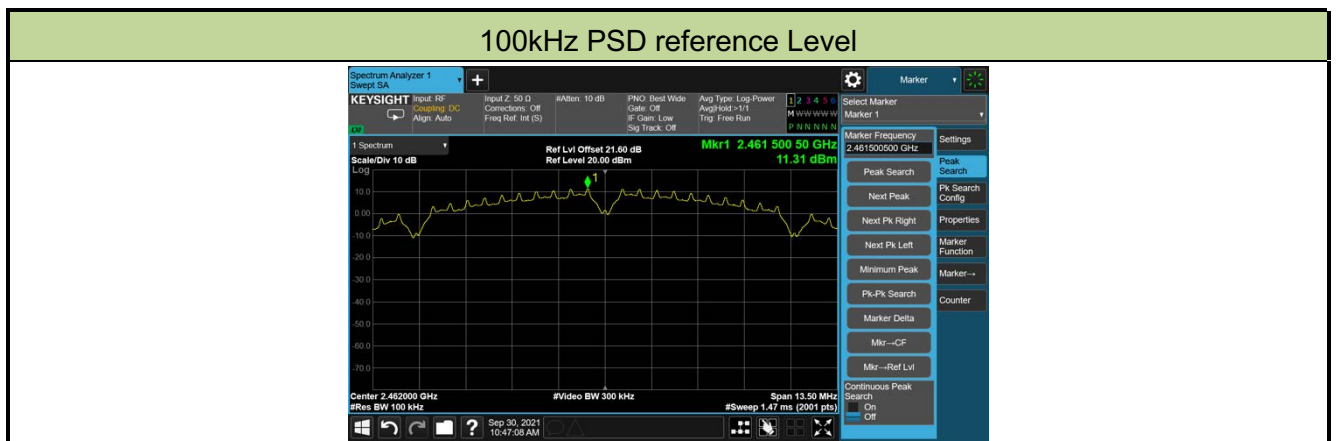 100kHz PSD reference Level
Spectrum Analyzer 1
Swept SA
+
Marker
KEYSIGHT
Input: RF
Coupling: DC
Align: Auto
Input Z: 50 Ω
Corrections: Off
Freq Ref: Int (S)
#Atten: 10 dB
PNO: Best Wide
Gate: Off
IF Gain: Low
Sig Track: Off
Avg Type: Log-Power
Avg|Hold:>1/1
Trig: Free Run
1 2 3 4 5 6
M W W W W W
P N N N N N
Select Marker
Marker 1
1 Spectrum
Scale/Div 10 dB
Log
Ref Lvl Offset 21.60 dB
Ref Level 20.00 dBm
Mkr1 2.461 500 50 GHz
11.31 dBm
1
10.0
0.00
-10.0
-20.0
-30.0
-40.0
-50.0
-60.0
-70.0
Center 2.462000 GHz
#Res BW 100 kHz
#Video BW 300 kHz
Span 13.50 MHz
#Sweep 1.47 ms (2001 pts)
Marker Frequency
2.461500500 GHz
Peak Search
Next Peak
Next Pk Right
Next Pk Left
Minimum Peak
Pk-Pk Search
Marker Delta
Mkr→CF
Mkr→Ref Lvl
Continuous Peak
Search
On
Off
Settings
Peak
Search
Pk Search
Config
Properties
Marker
Function
Marker→
Counter
?
Sep 30, 2021
10:47:08 AM